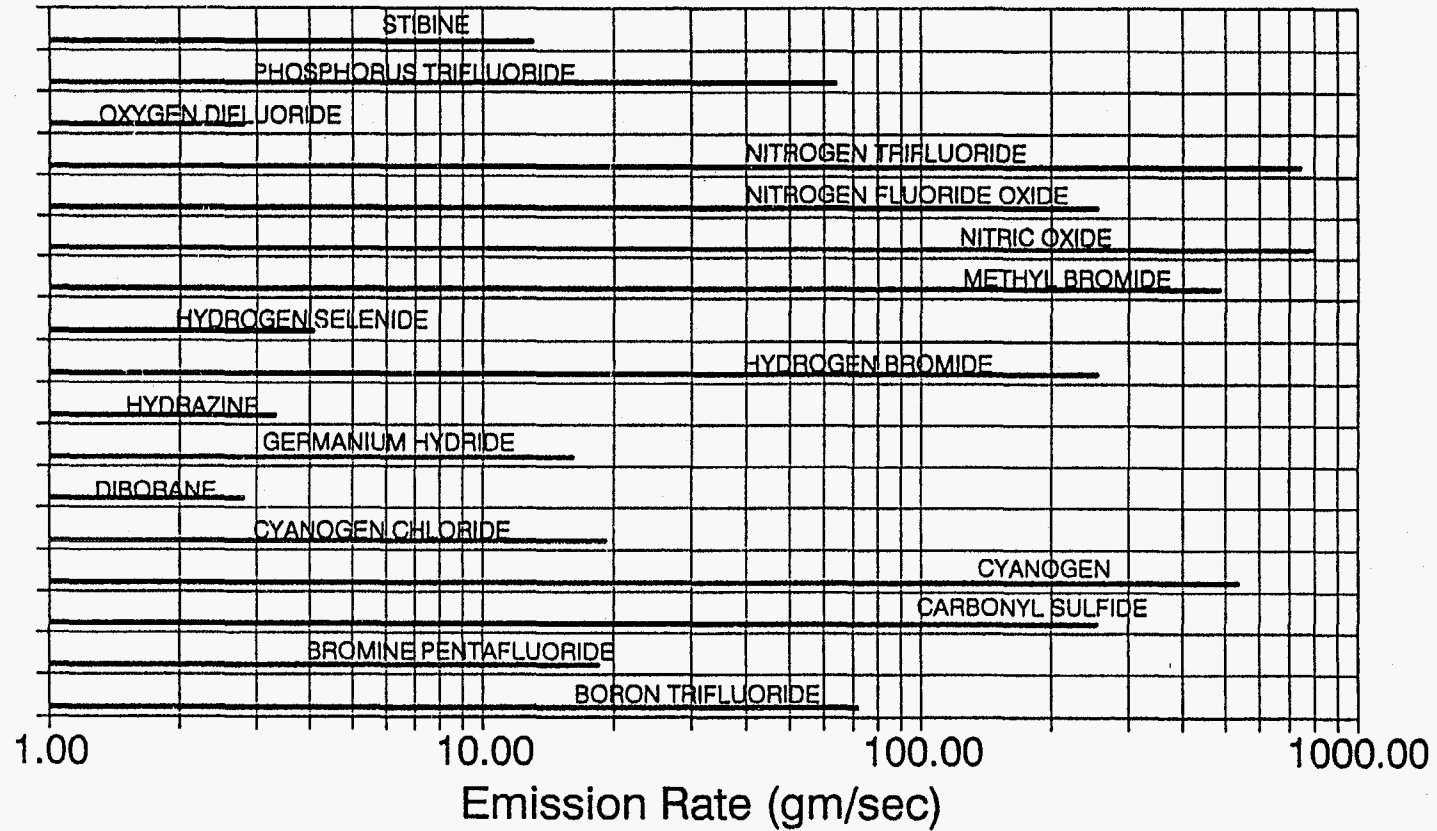 STIBINE
PHOSPHORUS TRIFLUORIDE
OXYGEN DIFLUORIDE
NITROGEN TRIFLUORIDE
NITROGEN FLUORIDE OXIDE
NITRIC OXIDE
METHYL BROMIDE
HYDROGEN SELENIDE
HYDROGEN BROMIDE
HYDRAZINE
GERMANIUM HYDRIDE
DIBORANE
CYANOGEN CHLORIDE
CYANOGEN
CARBONYL SULFIDE
BROMINE PENTAFLUORIDE
BORON TRIFLUORIDE
1.00 10.00 100.00 1000.00
Emission Rate (gm/sec)